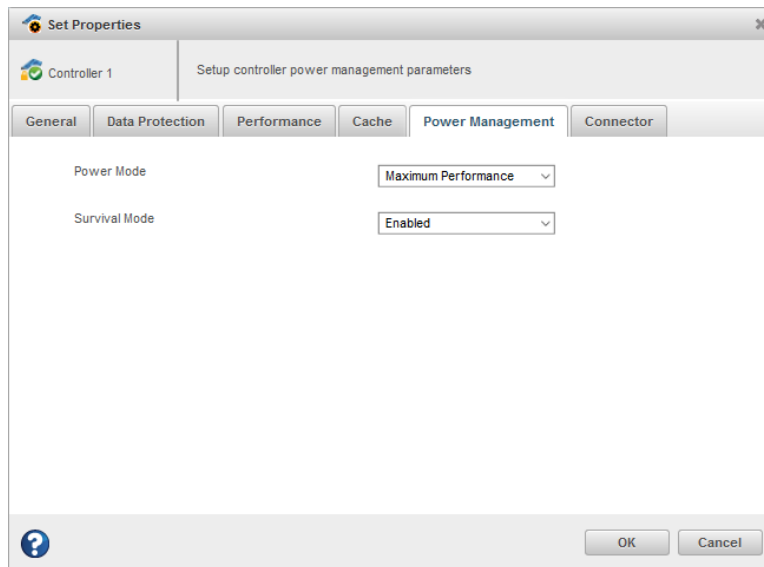 Set Properties
Controller 1
Setup controller power management parameters
General Data Protection Performance Cache Power Management Connector
Power Mode Maximum Performance
Survival Mode Enabled
? OK Cancel